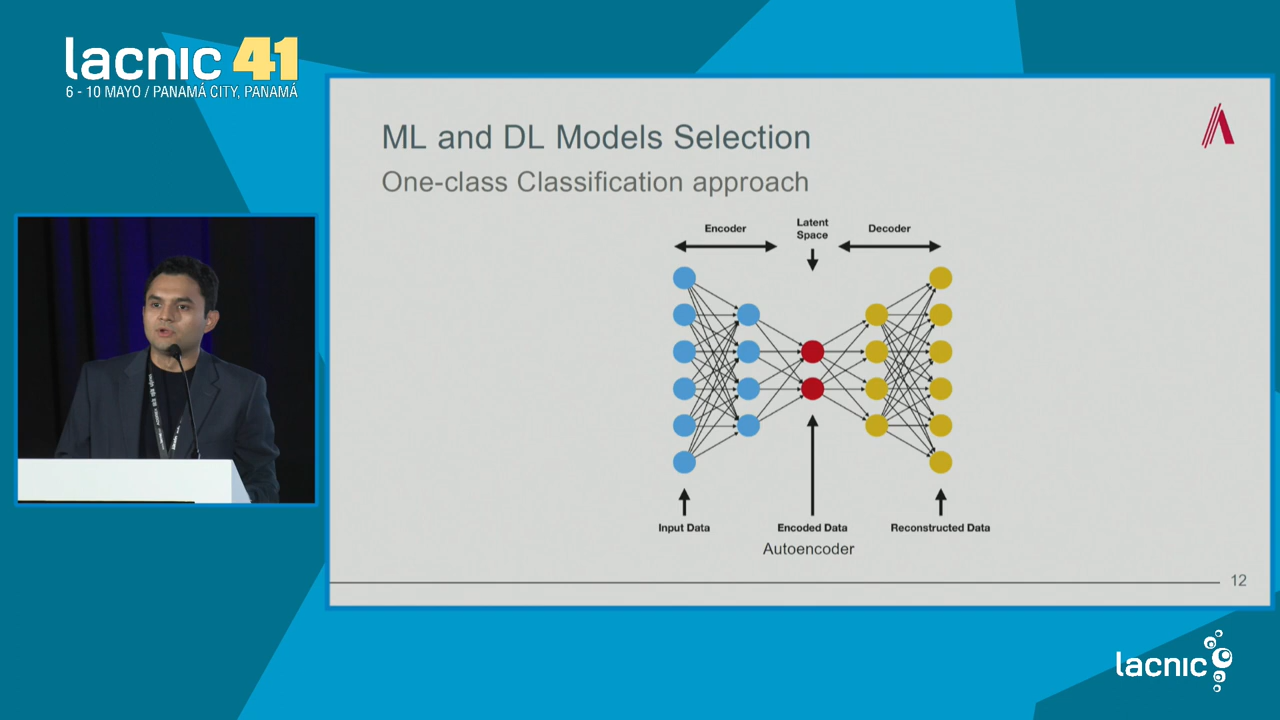 lacnic 41
6 - 10 MAYO / PANAMÁ CITY, PANAMÁ
ML and DL Models Selection
One-class Classification approach
Encoder
Latent
Space
Decoder
Input Data
Encoded Data
Reconstructed Data
Autoencoder
12
lacnic